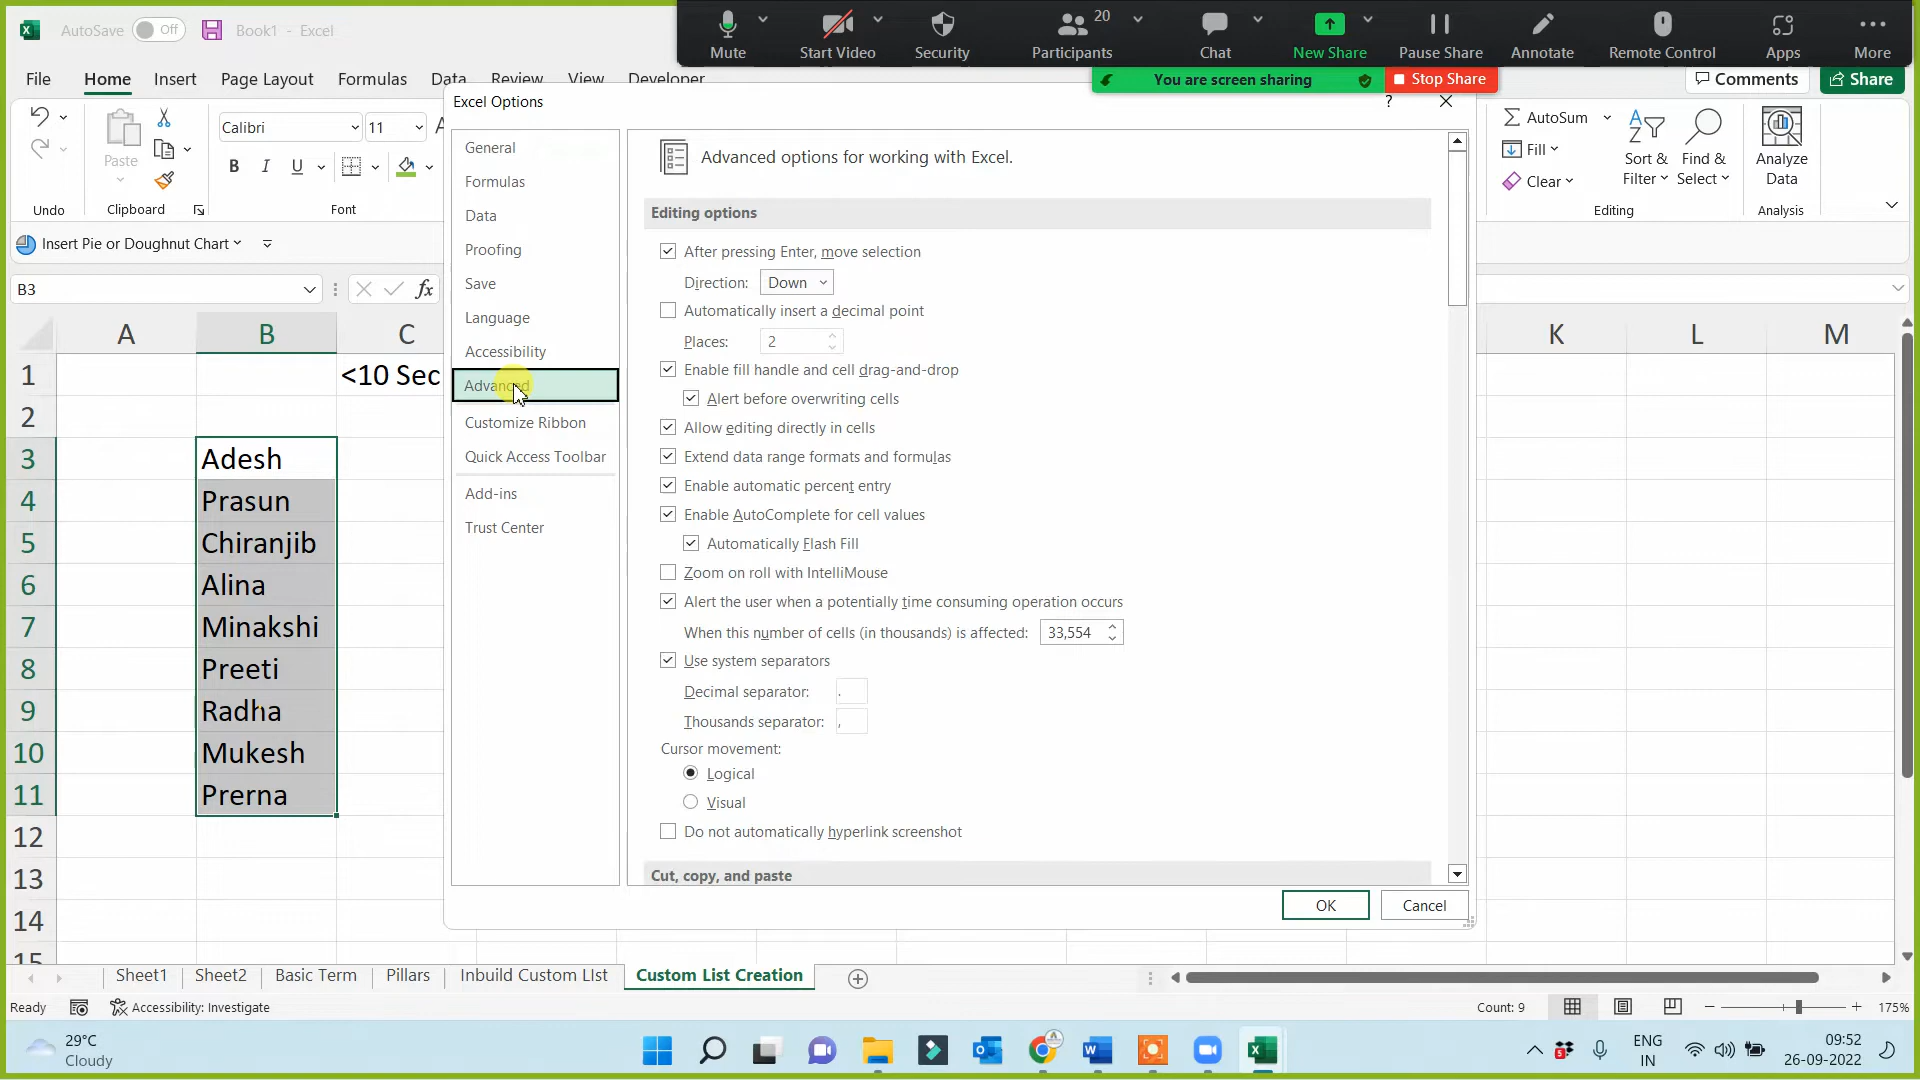 AutoSave Off Book1 - Excel
Mute Start Video Security Participants 20 Chat New Share Pause Share Annotate Remote Control Apps More
You are screen sharing Stop Share
File Home Insert Page Layout Formulas Data Review View Developer Comments Share
Undo
Paste
Clipboard
Calibri 11
B I U
Font
AutoSum
Fill
Clear
Sort & Filter
Find & Select
Editing
Analyze Data
Analysis
Insert Pie or Doughnut Chart
B3 fx
A B C K L M
1 <10 Sec
2
3 Adesh
4 Prasun
5 Chiranjib
6 Alina
7 Minakshi
8 Preeti
9 Radha
10 Mukesh
11 Prerna
12
13
14
15
Excel Options ?
General
Formulas
Data
Proofing
Save
Language
Accessibility
Advanced
Customize Ribbon
Quick Access Toolbar
Add-ins
Trust Center
Advanced options for working with Excel.
Editing options
After pressing Enter, move selection
Direction: Down
Automatically insert a decimal point
Places: 2
Enable fill handle and cell drag-and-drop
Alert before overwriting cells
Allow editing directly in cells
Extend data range formats and formulas
Enable automatic percent entry
Enable AutoComplete for cell values
Automatically Flash Fill
Zoom on roll with IntelliMouse
Alert the user when a potentially time consuming operation occurs
When this number of cells (in thousands) is affected: 33,554
Use system separators
Decimal separator: .
Thousands separator: ,
Cursor movement:
Logical
Visual
Do not automatically hyperlink screenshot
Cut, copy, and paste
OK Cancel
Sheet1 Sheet2 Basic Term Pillars Inbuild Custom LIst Custom List Creation
Ready Accessibility: Investigate Count: 9 175%
29°C
Cloudy
ENG
IN
09:52
26-09-2022